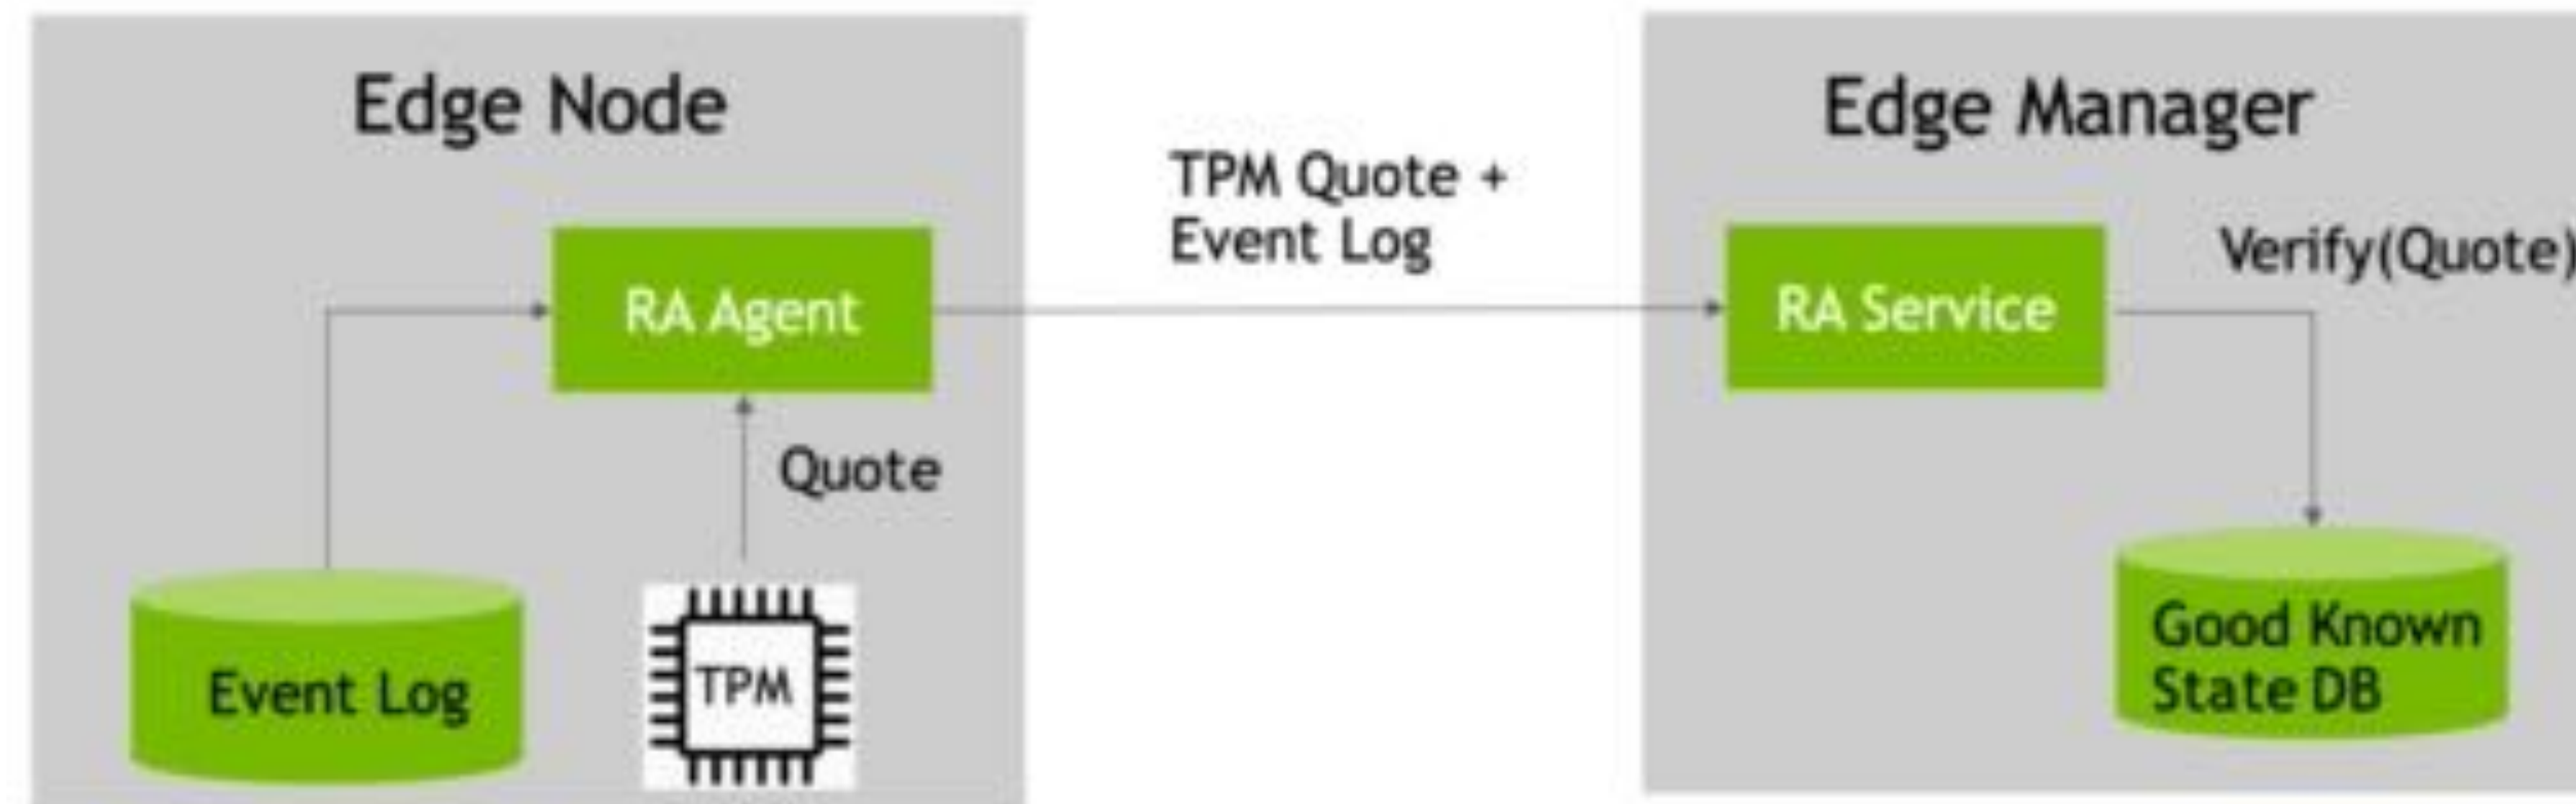 Edge Node
RA Agent
Quote
Event Log
TPM
TPM Quote +
Event Log
Edge Manager
RA Service
Verify(Quote)
Good Known
State DB